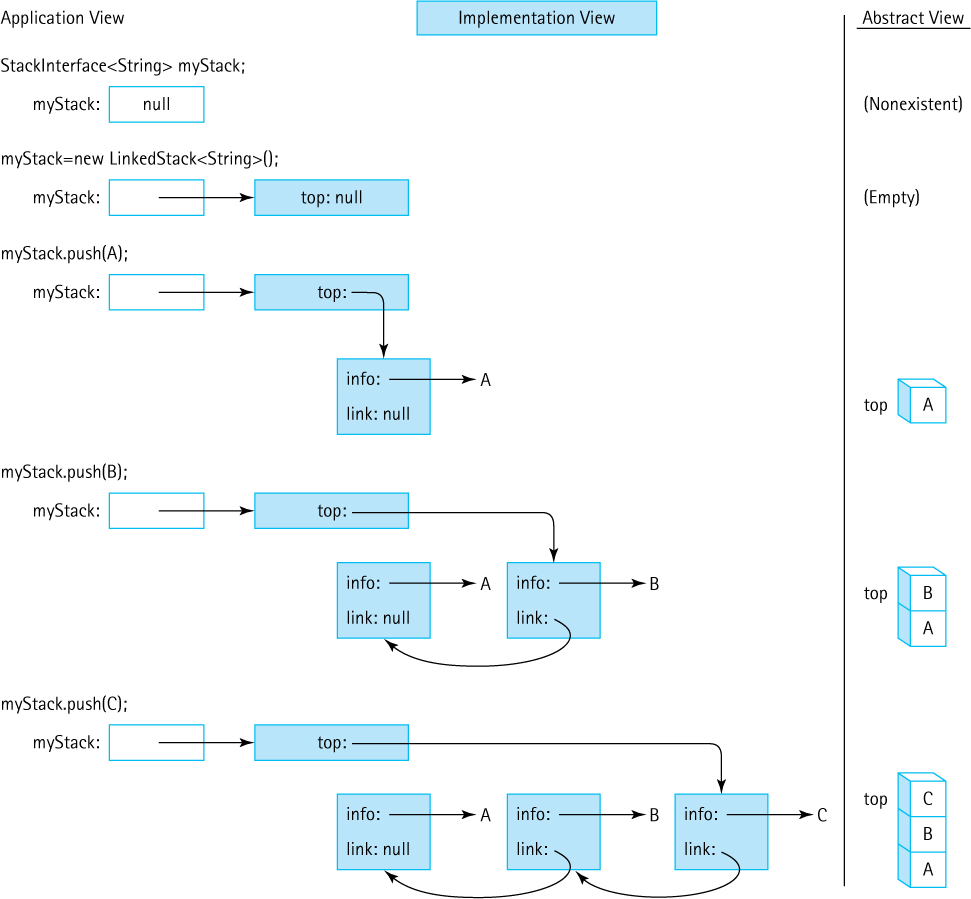 Application View
Implementation View
Abstract View
StackInterface<String> myStack;
myStack:
null
(Nonexistent)
myStack=new LinkedStack<String>();
myStack:
top: null
(Empty)
myStack.push(A);
myStack:
top:
info:
A
link: null
top
A
myStack.push(B);
myStack:
top:
info:
A
info:
B
link: null
link:
top
B
A
myStack.push(C);
myStack:
top:
info:
A
info:
B
info:
C
link: null
link:
link:
top
C
B
A